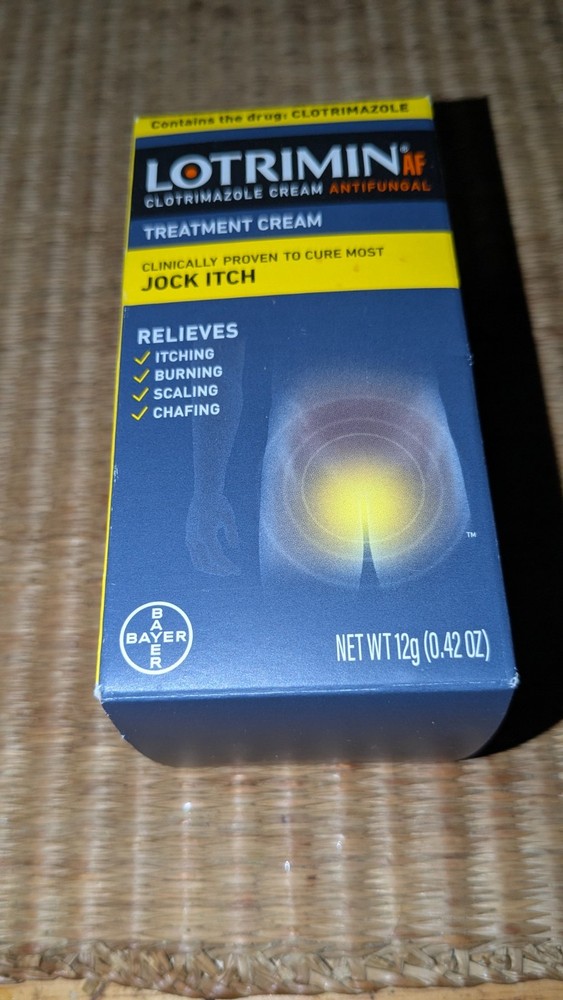 Contains the drug: CLOTRIMAZOLE
LOTRIMIN® AF
CLOTRIMAZOLE CREAM ANTIFUNGAL
TREATMENT CREAM
CLINICALLY PROVEN TO CURE MOST
JOCK ITCH
RELIEVES
ITCHING
BURNING
SCALING
CHAFING
TM
BAYER
BAYER
NET WT 12g (0.42 OZ)